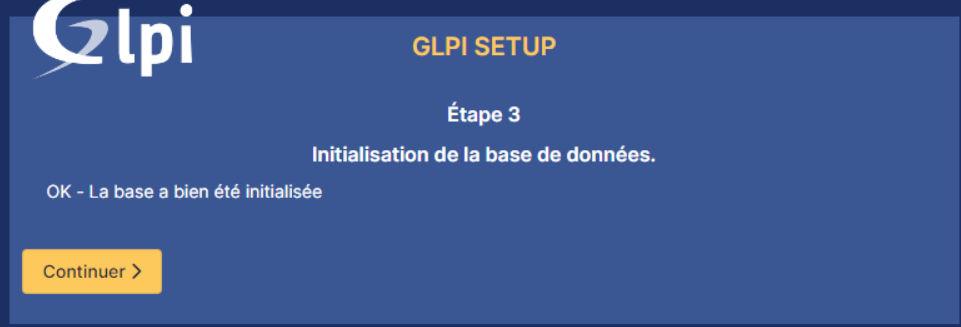 Glpi
GLPI SETUP
Étape 3
Initialisation de la base de données.
OK - La base a bien été initialisée
Continuer >